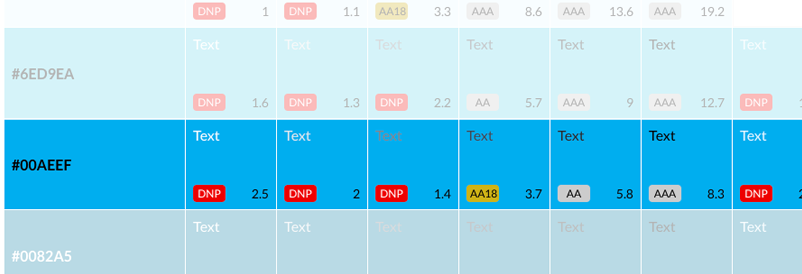 DNP 1 DNP 1.1 AA18 3.3 AAA 8.6 AAA 13.6 AAA 19.2
Text Text Text Text Text Text Text
#6ED9EA
DNP 1.6 DNP 1.3 DNP 2.2 AA 5.7 AAA 9 AAA 12.7 DNP
Text Text Text Text Text Text Text
#00AEEF
DNP 2.5 DNP 2 DNP 1.4 AA18 3.7 AA 5.8 AAA 8.3 DNP
Text Text Text Text Text Text Text
#0082A5